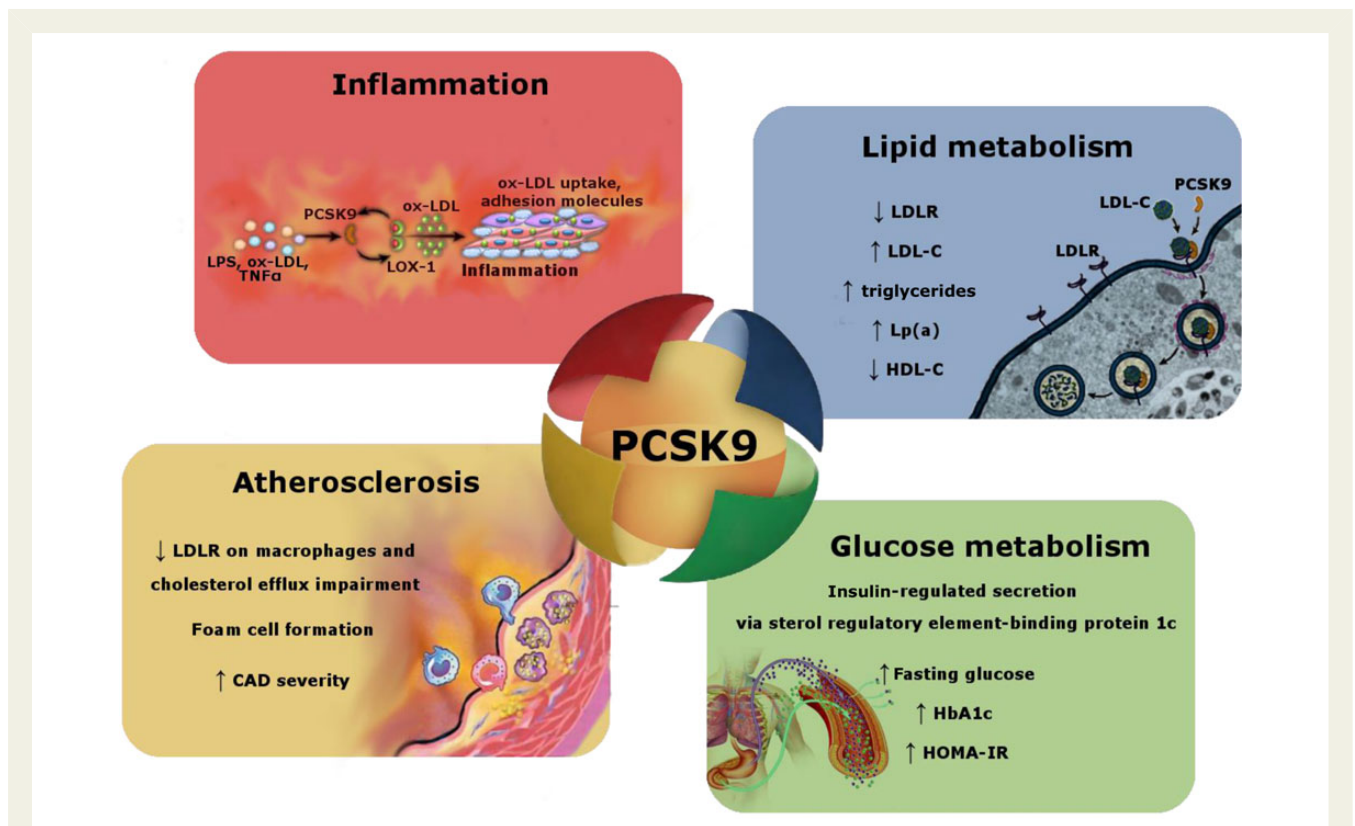 Inflammation
ox-LDL uptake,
adhesion molecules
ox-LDL
PCSK9
LPS, ox-LDL,
TNFα
LOX-1
Inflammation
Lipid metabolism
↓ LDLR
↑ LDL-C
↑ triglycerides
↑ Lp(a)
↓ HDL-C
PCSK9
LDL-C
LDLR
PCSK9
Atherosclerosis
↓ LDLR on macrophages and
cholesterol efflux impairment
Foam cell formation
↑ CAD severity
Glucose metabolism
Insulin-regulated secretion
via sterol regulatory element-binding protein 1c
↑ Fasting glucose
↑ HbA1c
↑ HOMA-IR